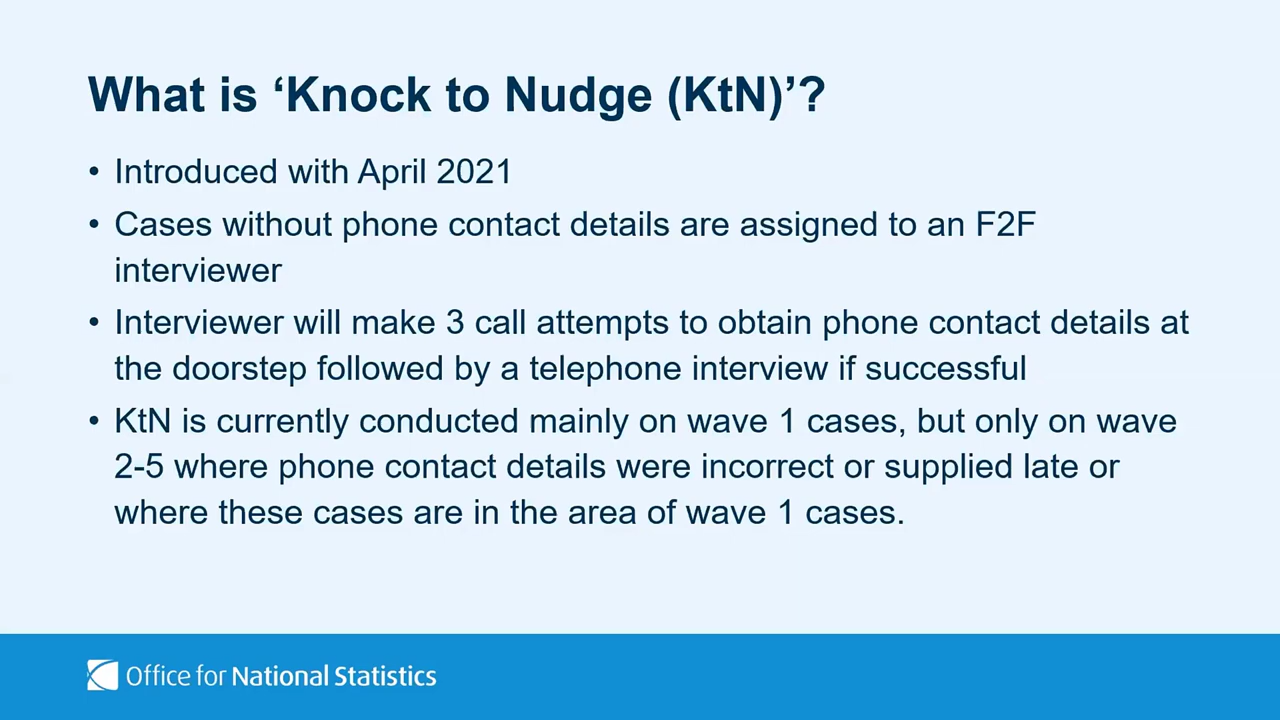 What is ‘Knock to Nudge (KtN)’?
• Introduced with April 2021
• Cases without phone contact details are assigned to an F2F
interviewer
• Interviewer will make 3 call attempts to obtain phone contact details at
the doorstep followed by a telephone interview if successful
• KtN is currently conducted mainly on wave 1 cases, but only on wave
2-5 where phone contact details were incorrect or supplied late or
where these cases are in the area of wave 1 cases.
Office for National Statistics